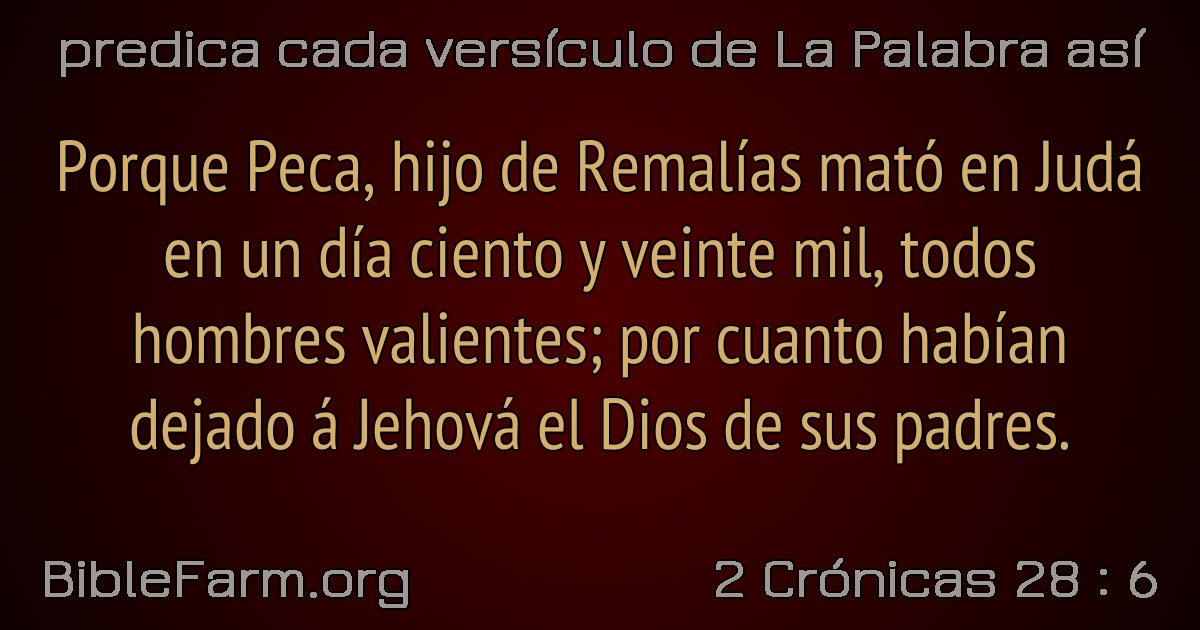 predica cada versículo de La Palabra así
Porque Peca, hijo de Remalías mató en Judá
en un día ciento y veinte mil, todos
hombres valientes; por cuanto habían
dejado á Jehová el Dios de sus padres.
BibleFarm.org
2 Crónicas 28 : 6